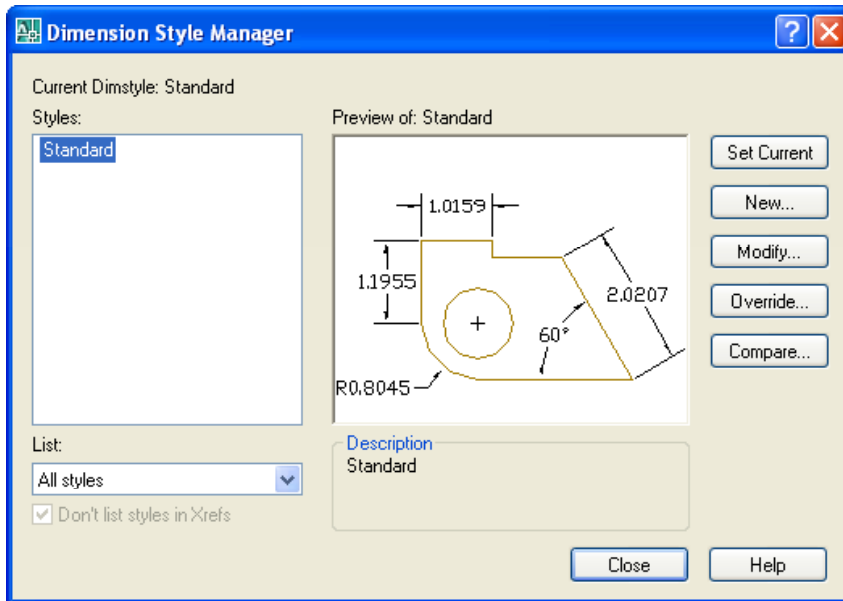 Dimension Style Manager
Current Dimstyle: Standard
Styles:
Standard
Preview of: Standard
1.0159
1.1955
2.0207
60°
R0.8045
Set Current
New...
Modify...
Override...
Compare...
List:
All styles
Don't list styles in Xrefs
Description
Standard
Close
Help